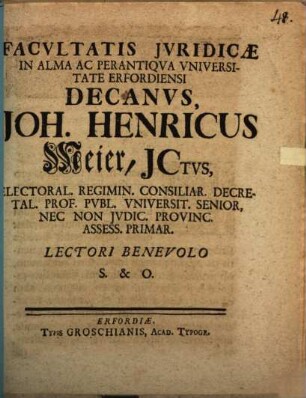 48.
FACVLTATIS JVRIDICÆ
IN ALMA AC PERANTIQVA VNIVERSI-
TATE ERFORDIENSI
DECANVS,
JOH. HENRICUS
Meier, JCTVS,
ELECTORAL. REGIMIN. CONSILIAR. DECRE-
TAL. PROF. PVBL. VNIVERSIT. SENIOR,
NEC NON JVDIC. PROVINC.
ASSESS. PRIMAR.
LECTORI BENEVOLO
S. & O.
ERFORDIÆ,
TYPIS GROSCHIANIS, ACAD. TYPOGR.